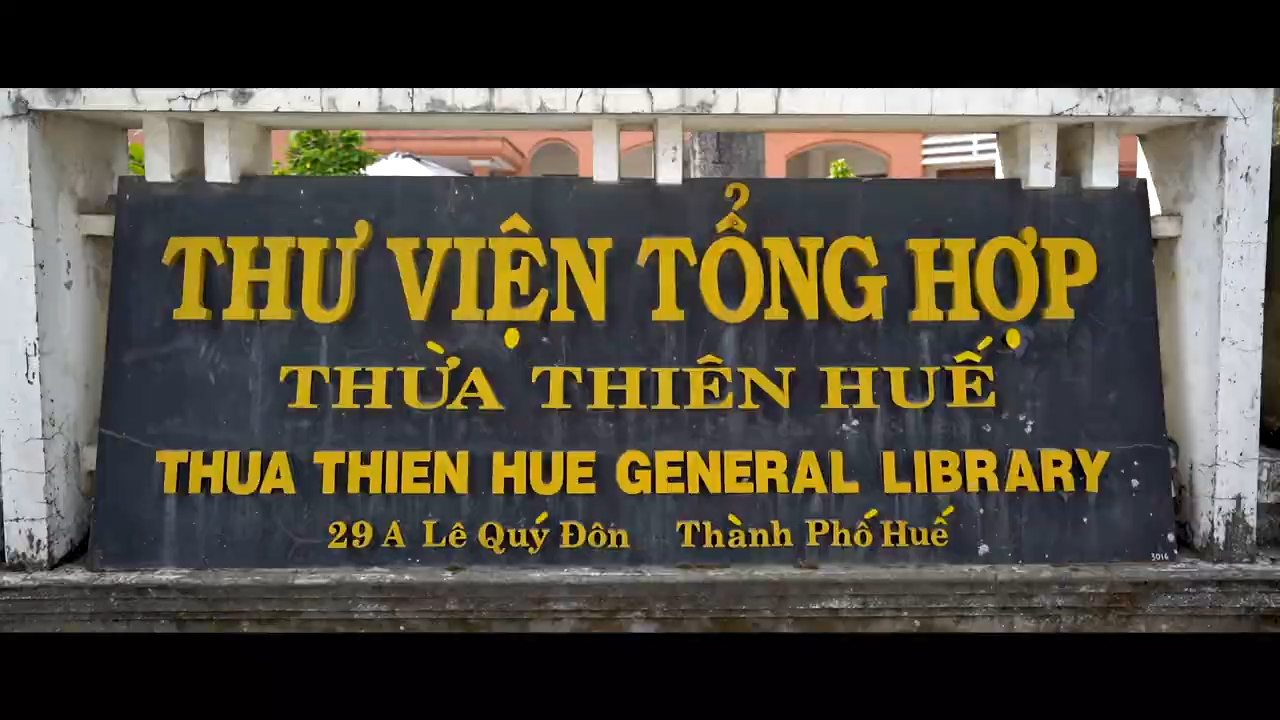 THƯ VIỆN TỔNG HỢP
THỪA THIÊN HUẾ
THUA THIEN HUE GENERAL LIBRARY
29 A Lê Quý Đôn Thành Phố Huế
3016